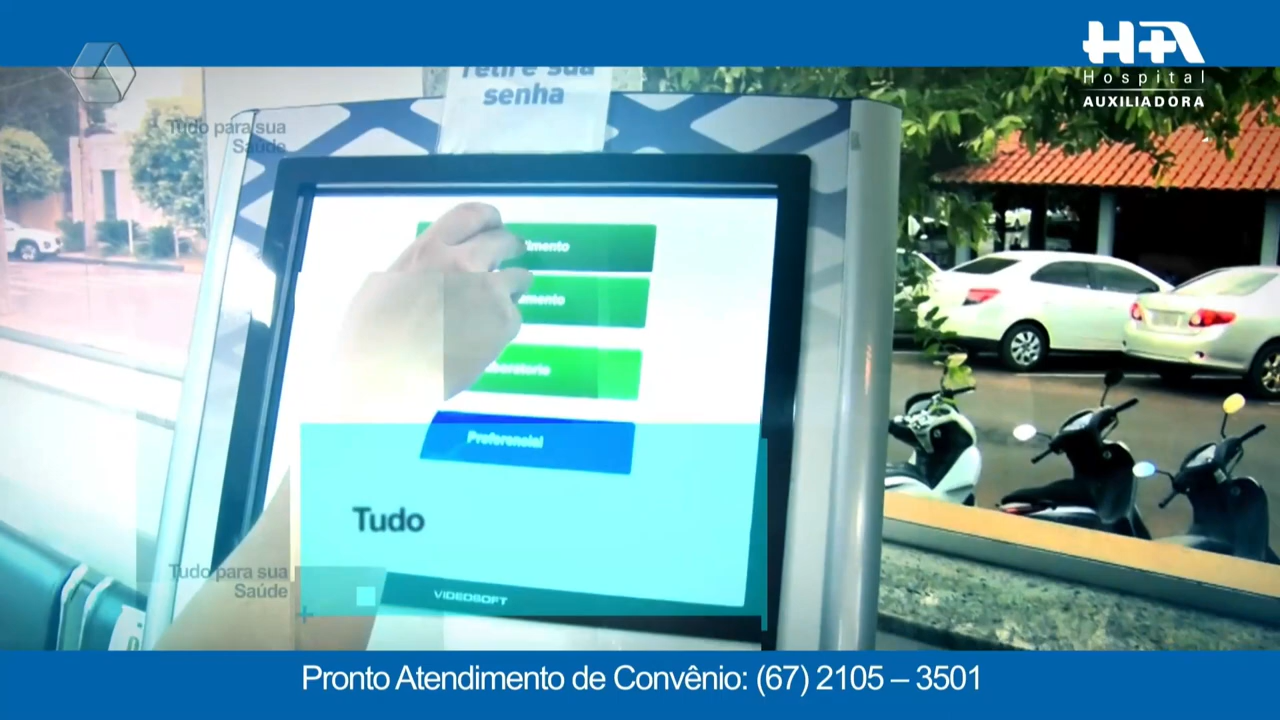 HA
Hospital
AUXILIADORA
retire sua
senha
Tudo para sua
Saúde
Preferencial
Tudo
Tudo para sua
Saúde
VIDEOSOFT
Pronto Atendimento de Convênio: (67) 2105 – 3501